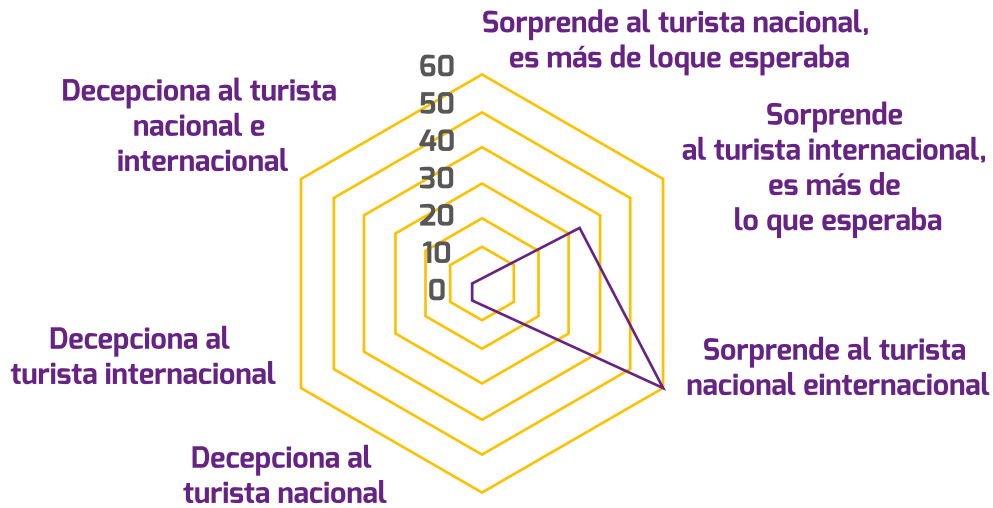 Sorprende al turista nacional,
es más de loque esperaba
Sorprende
al turista internacional,
es más de
lo que esperaba
Sorprende al turista
nacional einternacional
Decepciona al
turista nacional
Decepciona al
turista internacional
Decepciona al turista
nacional e
internacional
60
50
40
30
20
10
0